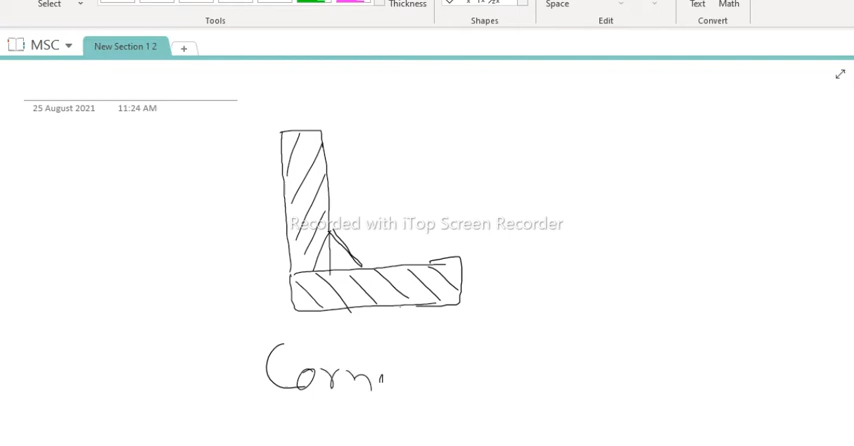 Select
Thickness
Space
Text
Math
Tools
Shapes
Edit
Convert
MSC
New Section 1 2
25 August 2021
11:24 AM
Recorded with iTop Screen Recorder
Corn